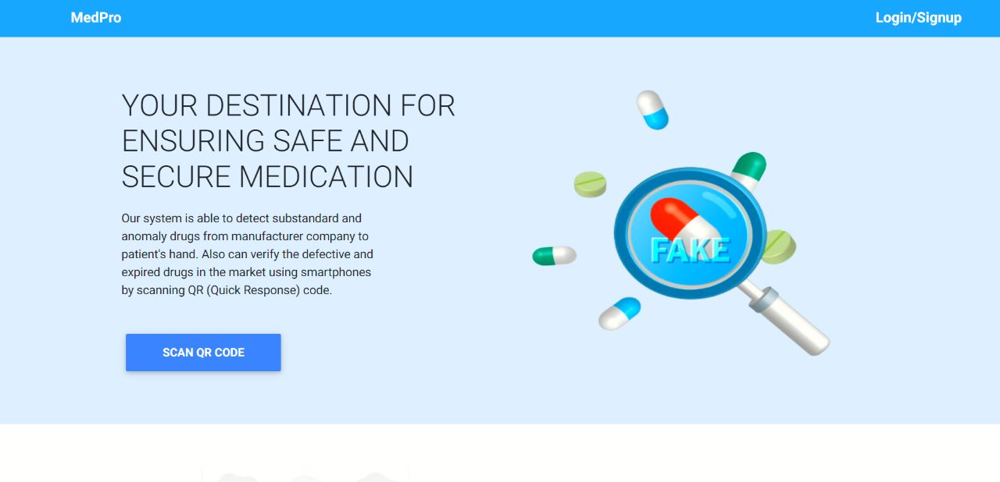 MedPro
Login/Signup
YOUR DESTINATION FOR
ENSURING SAFE AND
SECURE MEDICATION
Our system is able to detect substandard and
anomaly drugs from manufacturer company to
patient's hand. Also can verify the defective and
expired drugs in the market using smartphones
by scanning QR (Quick Response) code.
SCAN QR CODE
FAKE